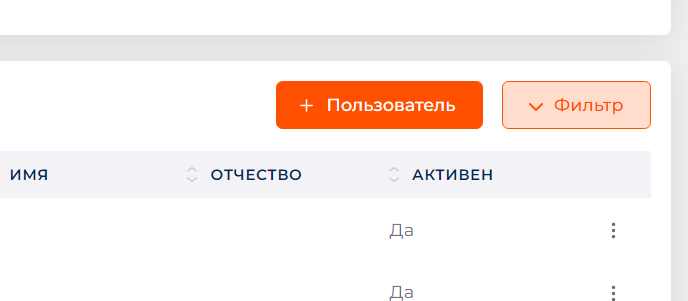 + Пользователь
Фильтр
ИМЯ ОТЧЕСТВО АКТИВЕН
Да
Да